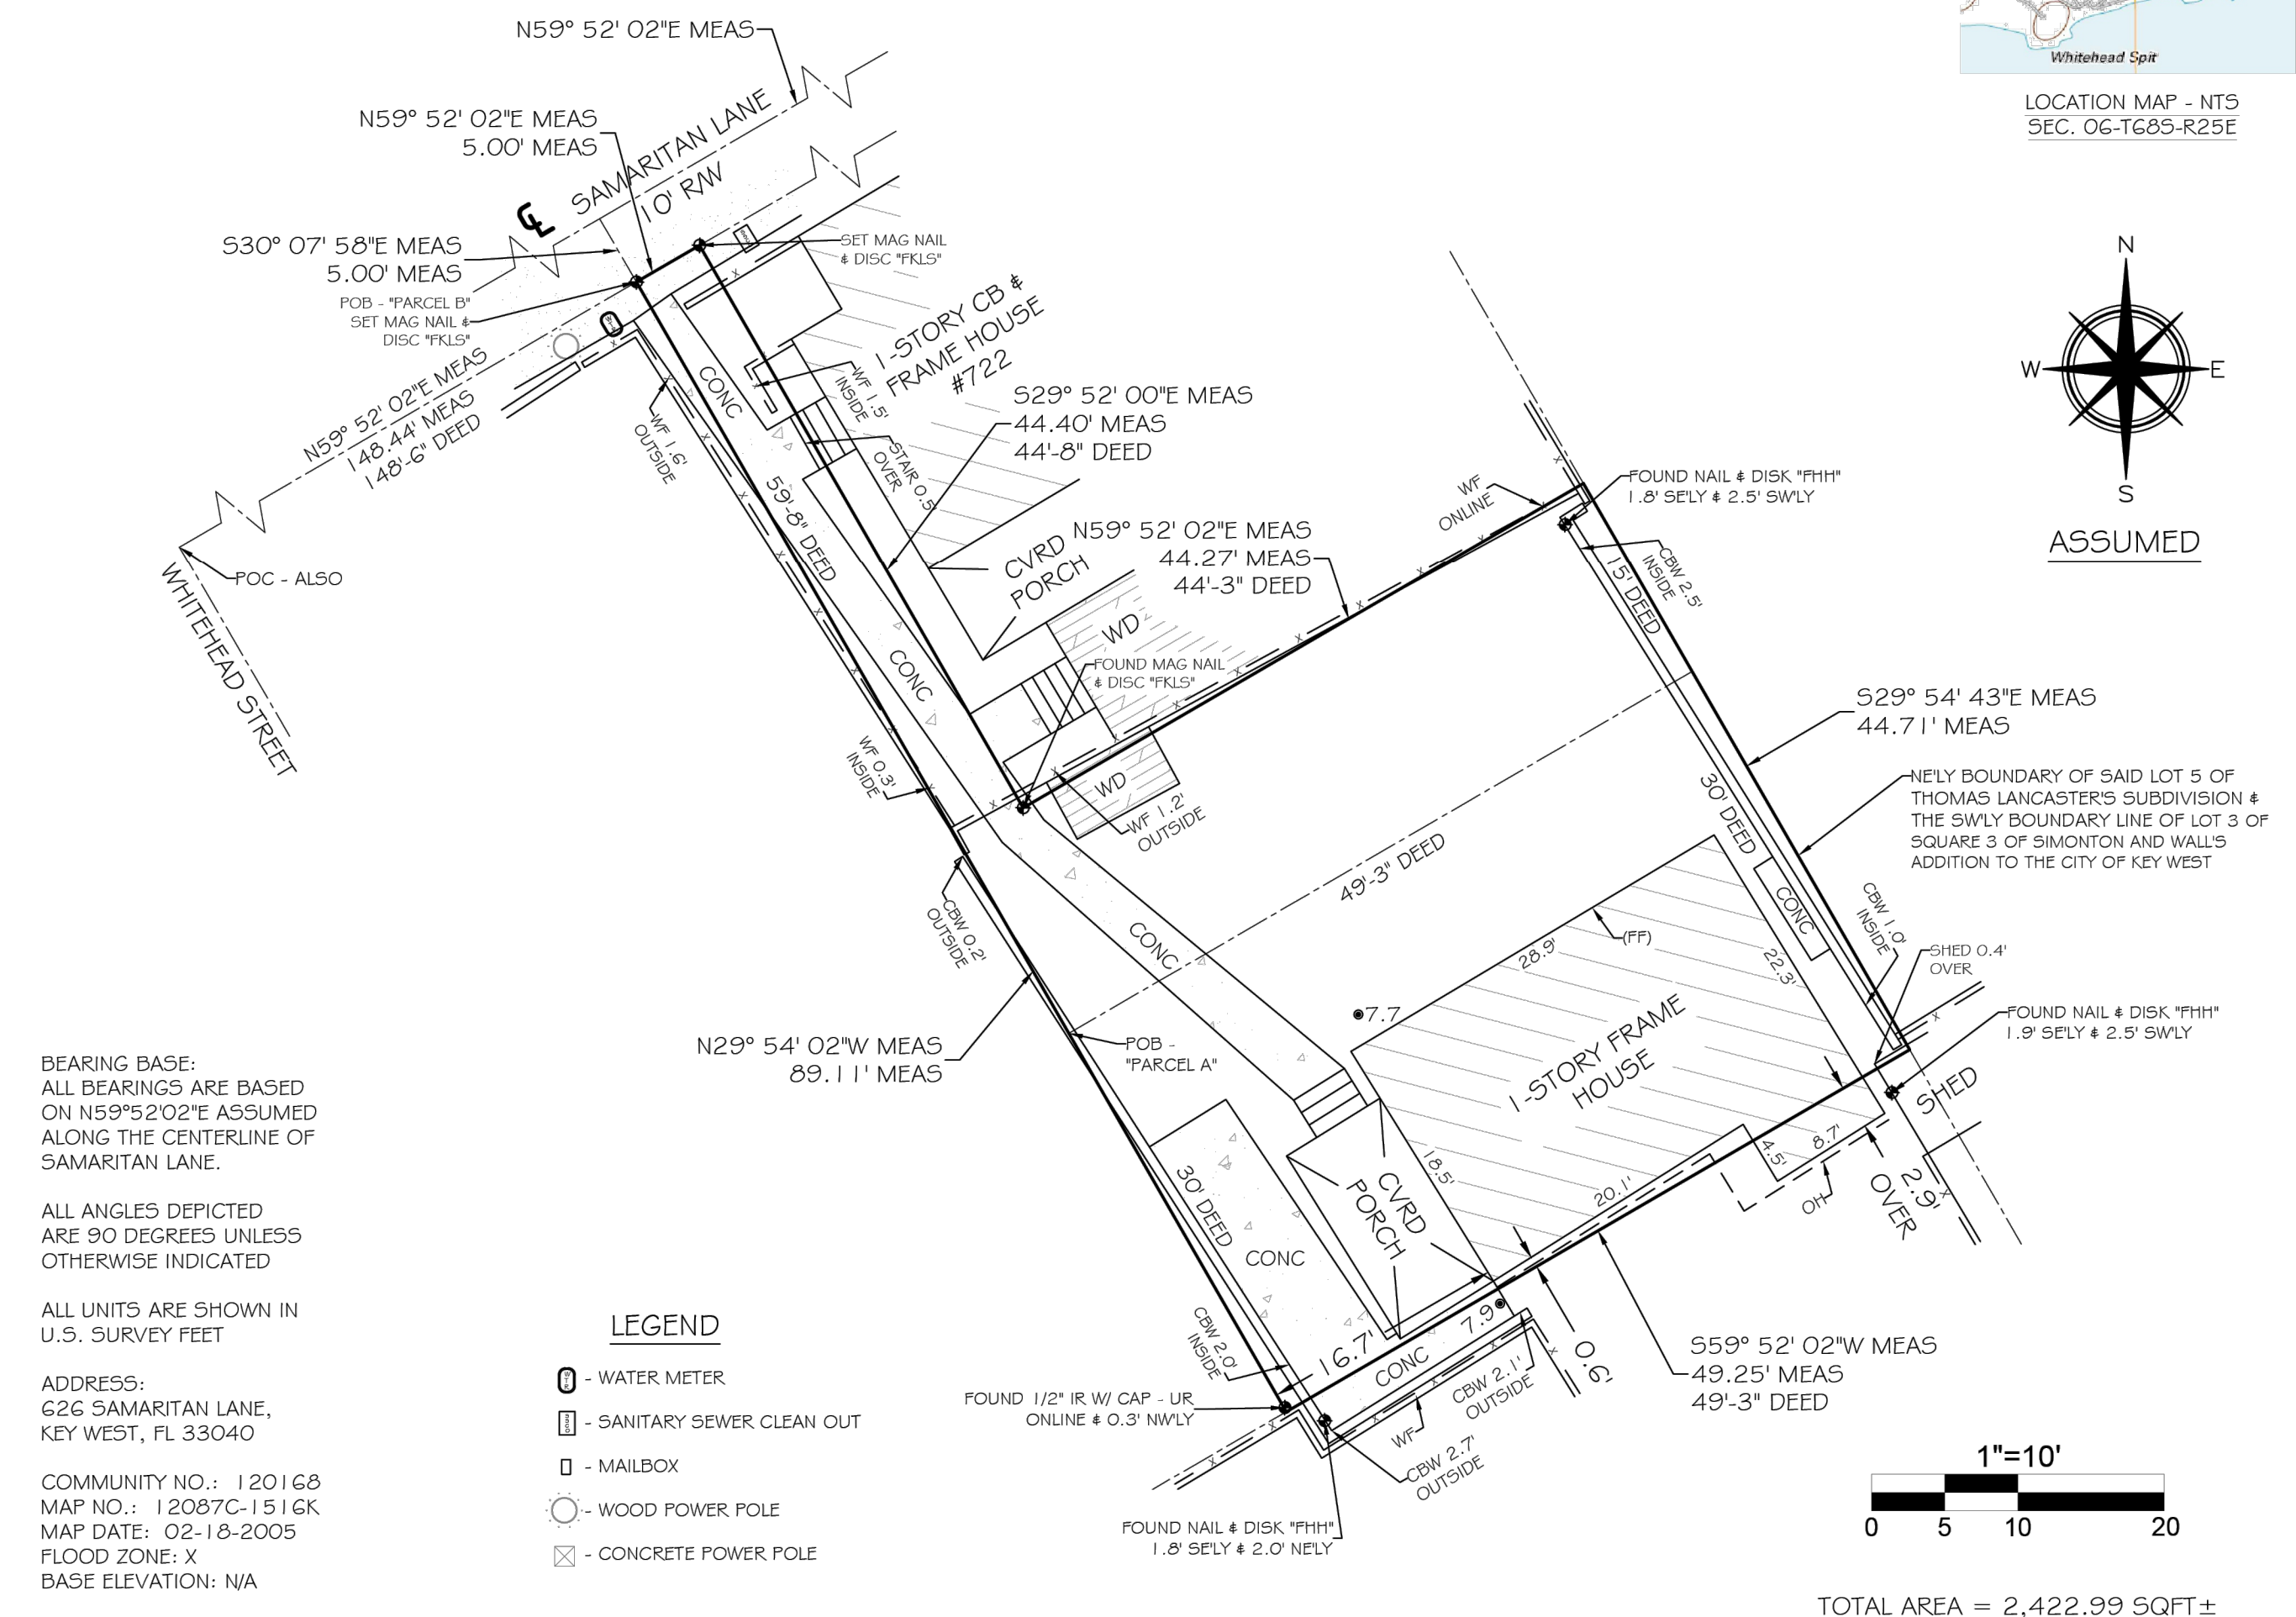 N59° 52' 02"E MEAS
Whitehead Spit
LOCATION MAP - NTS
SEC. 06-T68S-R25E
N59° 52' 02"E MEAS
5.00' MEAS
SAMARITAN LANE
10' R/W
CL
S30° 07' 58"E MEAS
5.00' MEAS
POB - "PARCEL B"
SET MAG NAIL &
DISC "FKLS"
SET MAG NAIL
& DISC "FKLS"
1-STORY CB &
FRAME HOUSE
#722
N59° 52' 02"E MEAS
148.44' MEAS
148'-6" DEED
CONC
WF 1.5'
INSIDE
WF 1.6'
OUTSIDE
STAIR 0.5'
OVER
S29° 52' 00"E MEAS
44.40' MEAS
44'-8" DEED
59'-8" DEED
N
W
E
S
ASSUMED
WF
ONLINE
FOUND NAIL & DISK "FHH"
1.8' SE'LY & 2.5' SW'LY
POC - ALSO
WHITEHEAD STREET
CVRD
PORCH
N59° 52' 02"E MEAS
44.27' MEAS
44'-3" DEED
CBW 2.5'
INSIDE
15' DEED
WD
CONC
FOUND MAG NAIL
& DISC "FKLS"
S29° 54' 43"E MEAS
44.71' MEAS
WF 0.3'
INSIDE
WD
WF 1.2'
OUTSIDE
30' DEED
NE'LY BOUNDARY OF SAID LOT 5 OF
THOMAS LANCASTER'S SUBDIVISION &
THE SW'LY BOUNDARY LINE OF LOT 3 OF
SQUARE 3 OF SIMONTON AND WALL'S
ADDITION TO THE CITY OF KEY WEST
49'-3" DEED
CBW 0.2'
OUTSIDE
CONC
28.9'
(FF)
CONC
22.3'
CBW 1.0'
INSIDE
SHED 0.4'
OVER
FOUND NAIL & DISK "FHH"
1.9' SE'LY & 2.5' SW'LY
7.7
N29° 54' 02"W MEAS
89.11' MEAS
POB -
"PARCEL A"
1-STORY FRAME
HOUSE
SHED
BEARING BASE:
ALL BEARINGS ARE BASED
ON N59°52'02"E ASSUMED
ALONG THE CENTERLINE OF
SAMARITAN LANE.
ALL ANGLES DEPICTED
ARE 90 DEGREES UNLESS
OTHERWISE INDICATED
ALL UNITS ARE SHOWN IN
U.S. SURVEY FEET
ADDRESS:
626 SAMARITAN LANE,
KEY WEST, FL 33040
COMMUNITY NO.: 120168
MAP NO.: 12087C-1516K
MAP DATE: 02-18-2005
FLOOD ZONE: X
BASE ELEVATION: N/A
30' DEED
CONC
CVRD
PORCH
18.5'
20.1'
4.5'
8.7'
OH
2.9'
OVER
CBW 2.0'
INSIDE
16.7'
7.9
CONC
0.6'
CBW 2.1'
OUTSIDE
WF
CBW 2.7'
OUTSIDE
FOUND 1/2" IR W/ CAP - UR
ONLINE & 0.3' NW'LY
S59° 52' 02"W MEAS
49.25' MEAS
49'-3" DEED
FOUND NAIL & DISK "FHH"
1.8' SE'LY & 2.0' NE'LY
LEGEND
WTR - WATER METER
- SANITARY SEWER CLEAN OUT
- MAILBOX
- WOOD POWER POLE
- CONCRETE POWER POLE
1"=10'
0 5 10 20
TOTAL AREA = 2,422.99 SQFT±